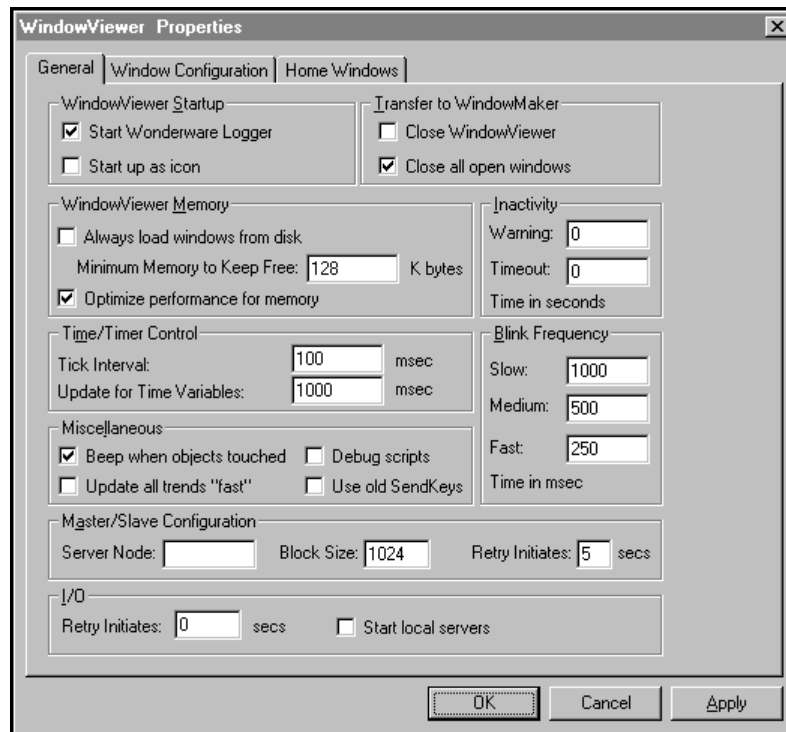 WindowViewer Properties
General
Window Configuration
Home Windows
WindowViewer Startup
Start Wonderware Logger
Start up as icon
Transfer to WindowMaker
Close WindowViewer
Close all open windows
WindowViewer Memory
Always load windows from disk
Minimum Memory to Keep Free: 128 K bytes
Optimize performance for memory
Inactivity
Warning: 0
Timeout: 0
Time in seconds
Time/Timer Control
Tick Interval: 100 msec
Update for Time Variables: 1000 msec
Blink Frequency
Slow: 1000
Medium: 500
Fast: 250
Time in msec
Miscellaneous
Beep when objects touched
Debug scripts
Update all trends "fast"
Use old SendKeys
Master/Slave Configuration
Server Node: Block Size: 1024 Retry Initiates: 5 secs
I/O
Retry Initiates: 0 secs Start local servers
OK Cancel Apply